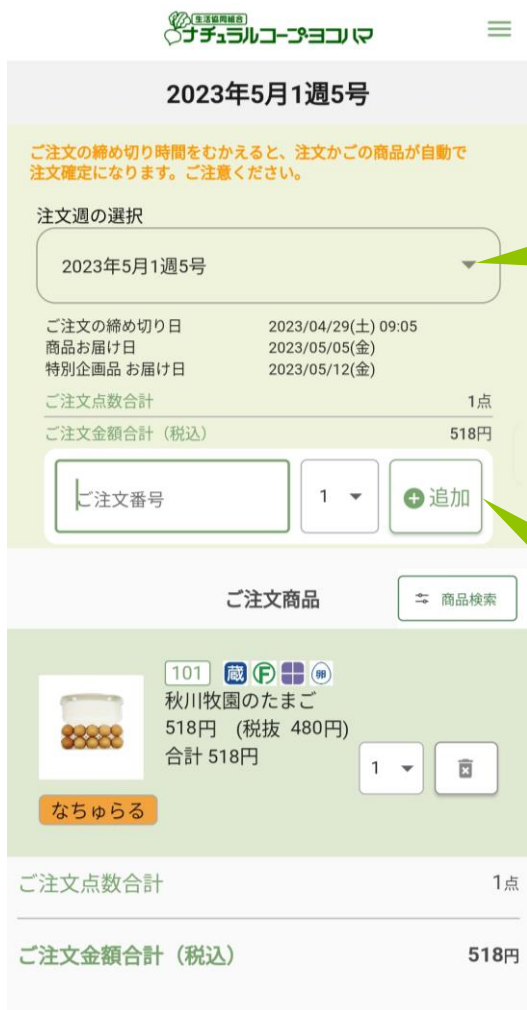 生活協同組合
ナチュラルコープ・ヨコハマ
2023年5月1週5号
ご注文の締め切り時間をむかえると、注文かごの商品が自動で
注文確定になります。ご注意ください。
注文週の選択
2023年5月1週5号
ご注文の締め切り日 2023/04/29(土) 09:05
商品お届け日 2023/05/05(金)
特別企画品 お届け日 2023/05/12(金)
ご注文点数合計 1点
ご注文金額合計（税込） 518円
ご注文番号 1 追加
ご注文商品 商品検索
101 蔵 F 卵
秋川牧園のたまご
518円 (税抜 480円)
合計 518円
1
なちゅらる
ご注文点数合計 1点
ご注文金額合計（税込） 518円